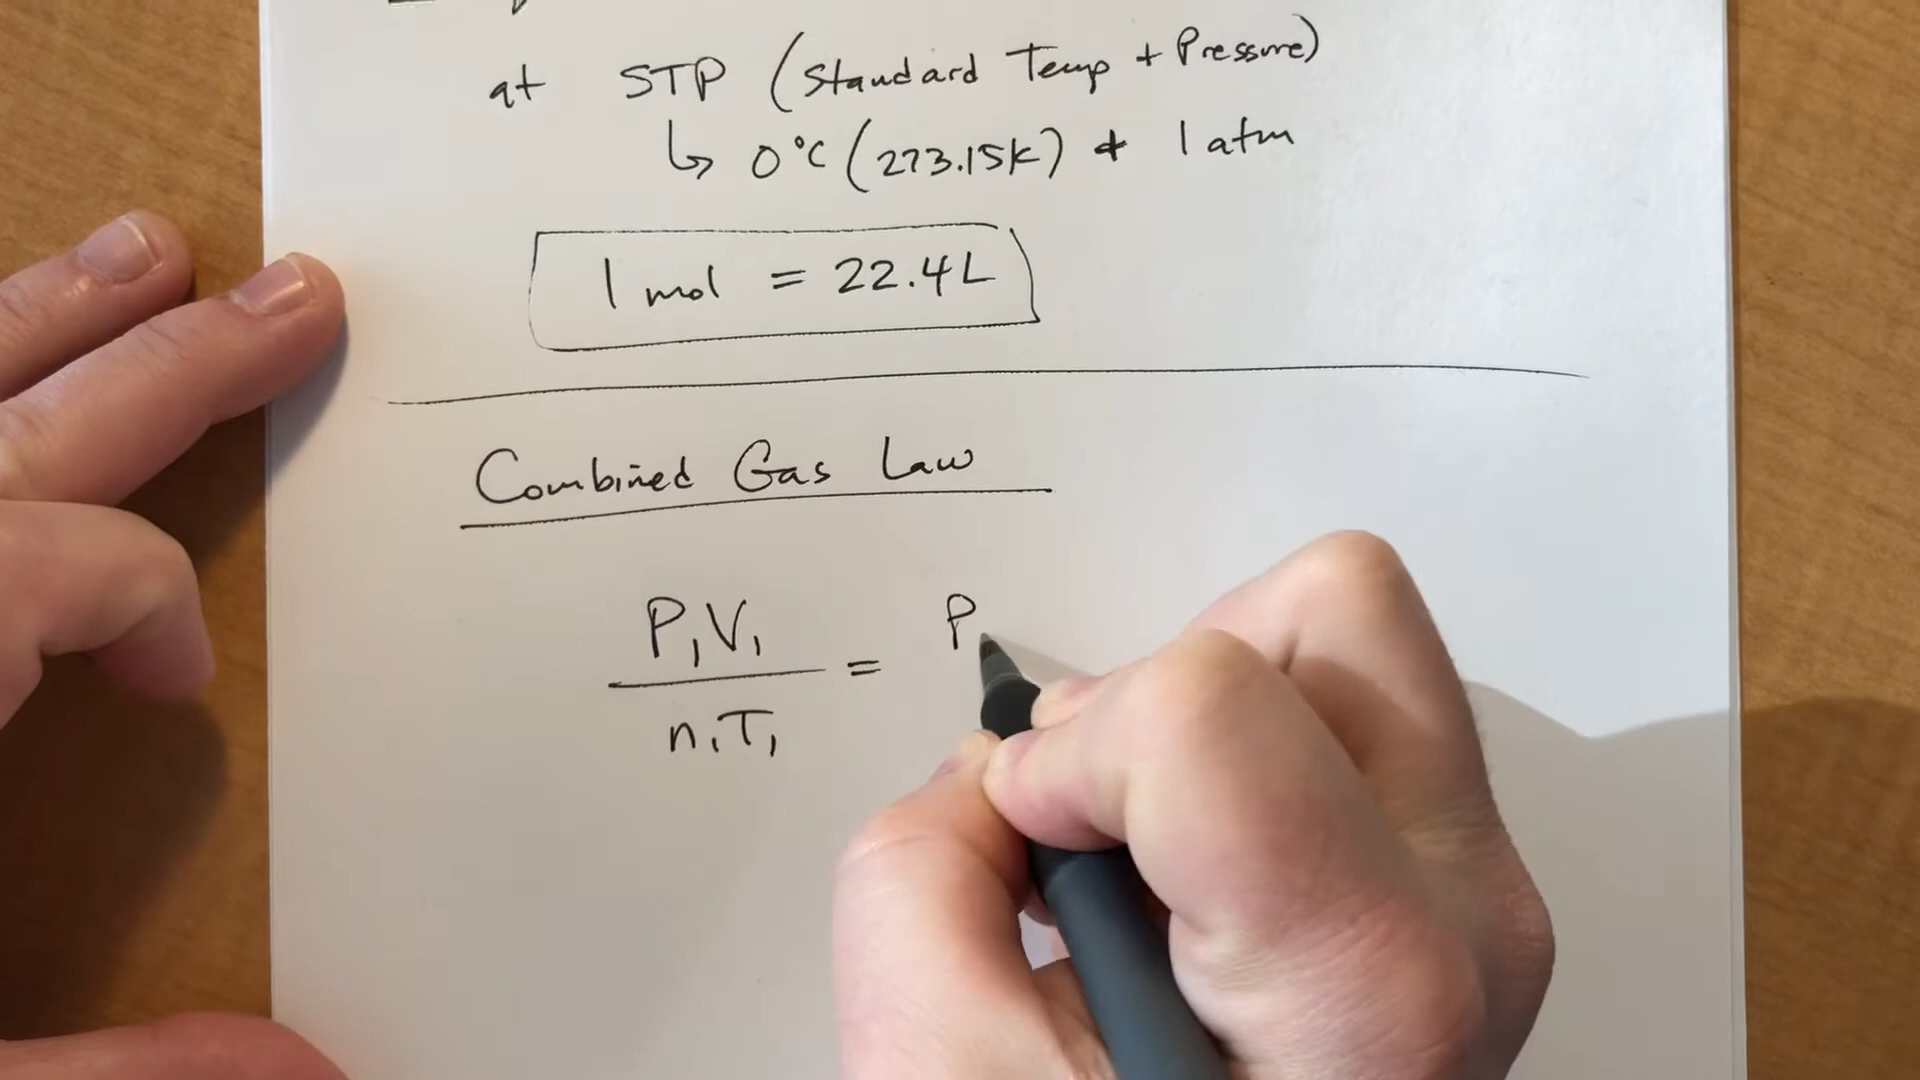 at STP (Standard Temp + Pressure)
↳ 0°C (273.15K) + 1 atm
1 mol = 22.4L
Combined Gas Law
P₁V₁
n₁T₁
= P